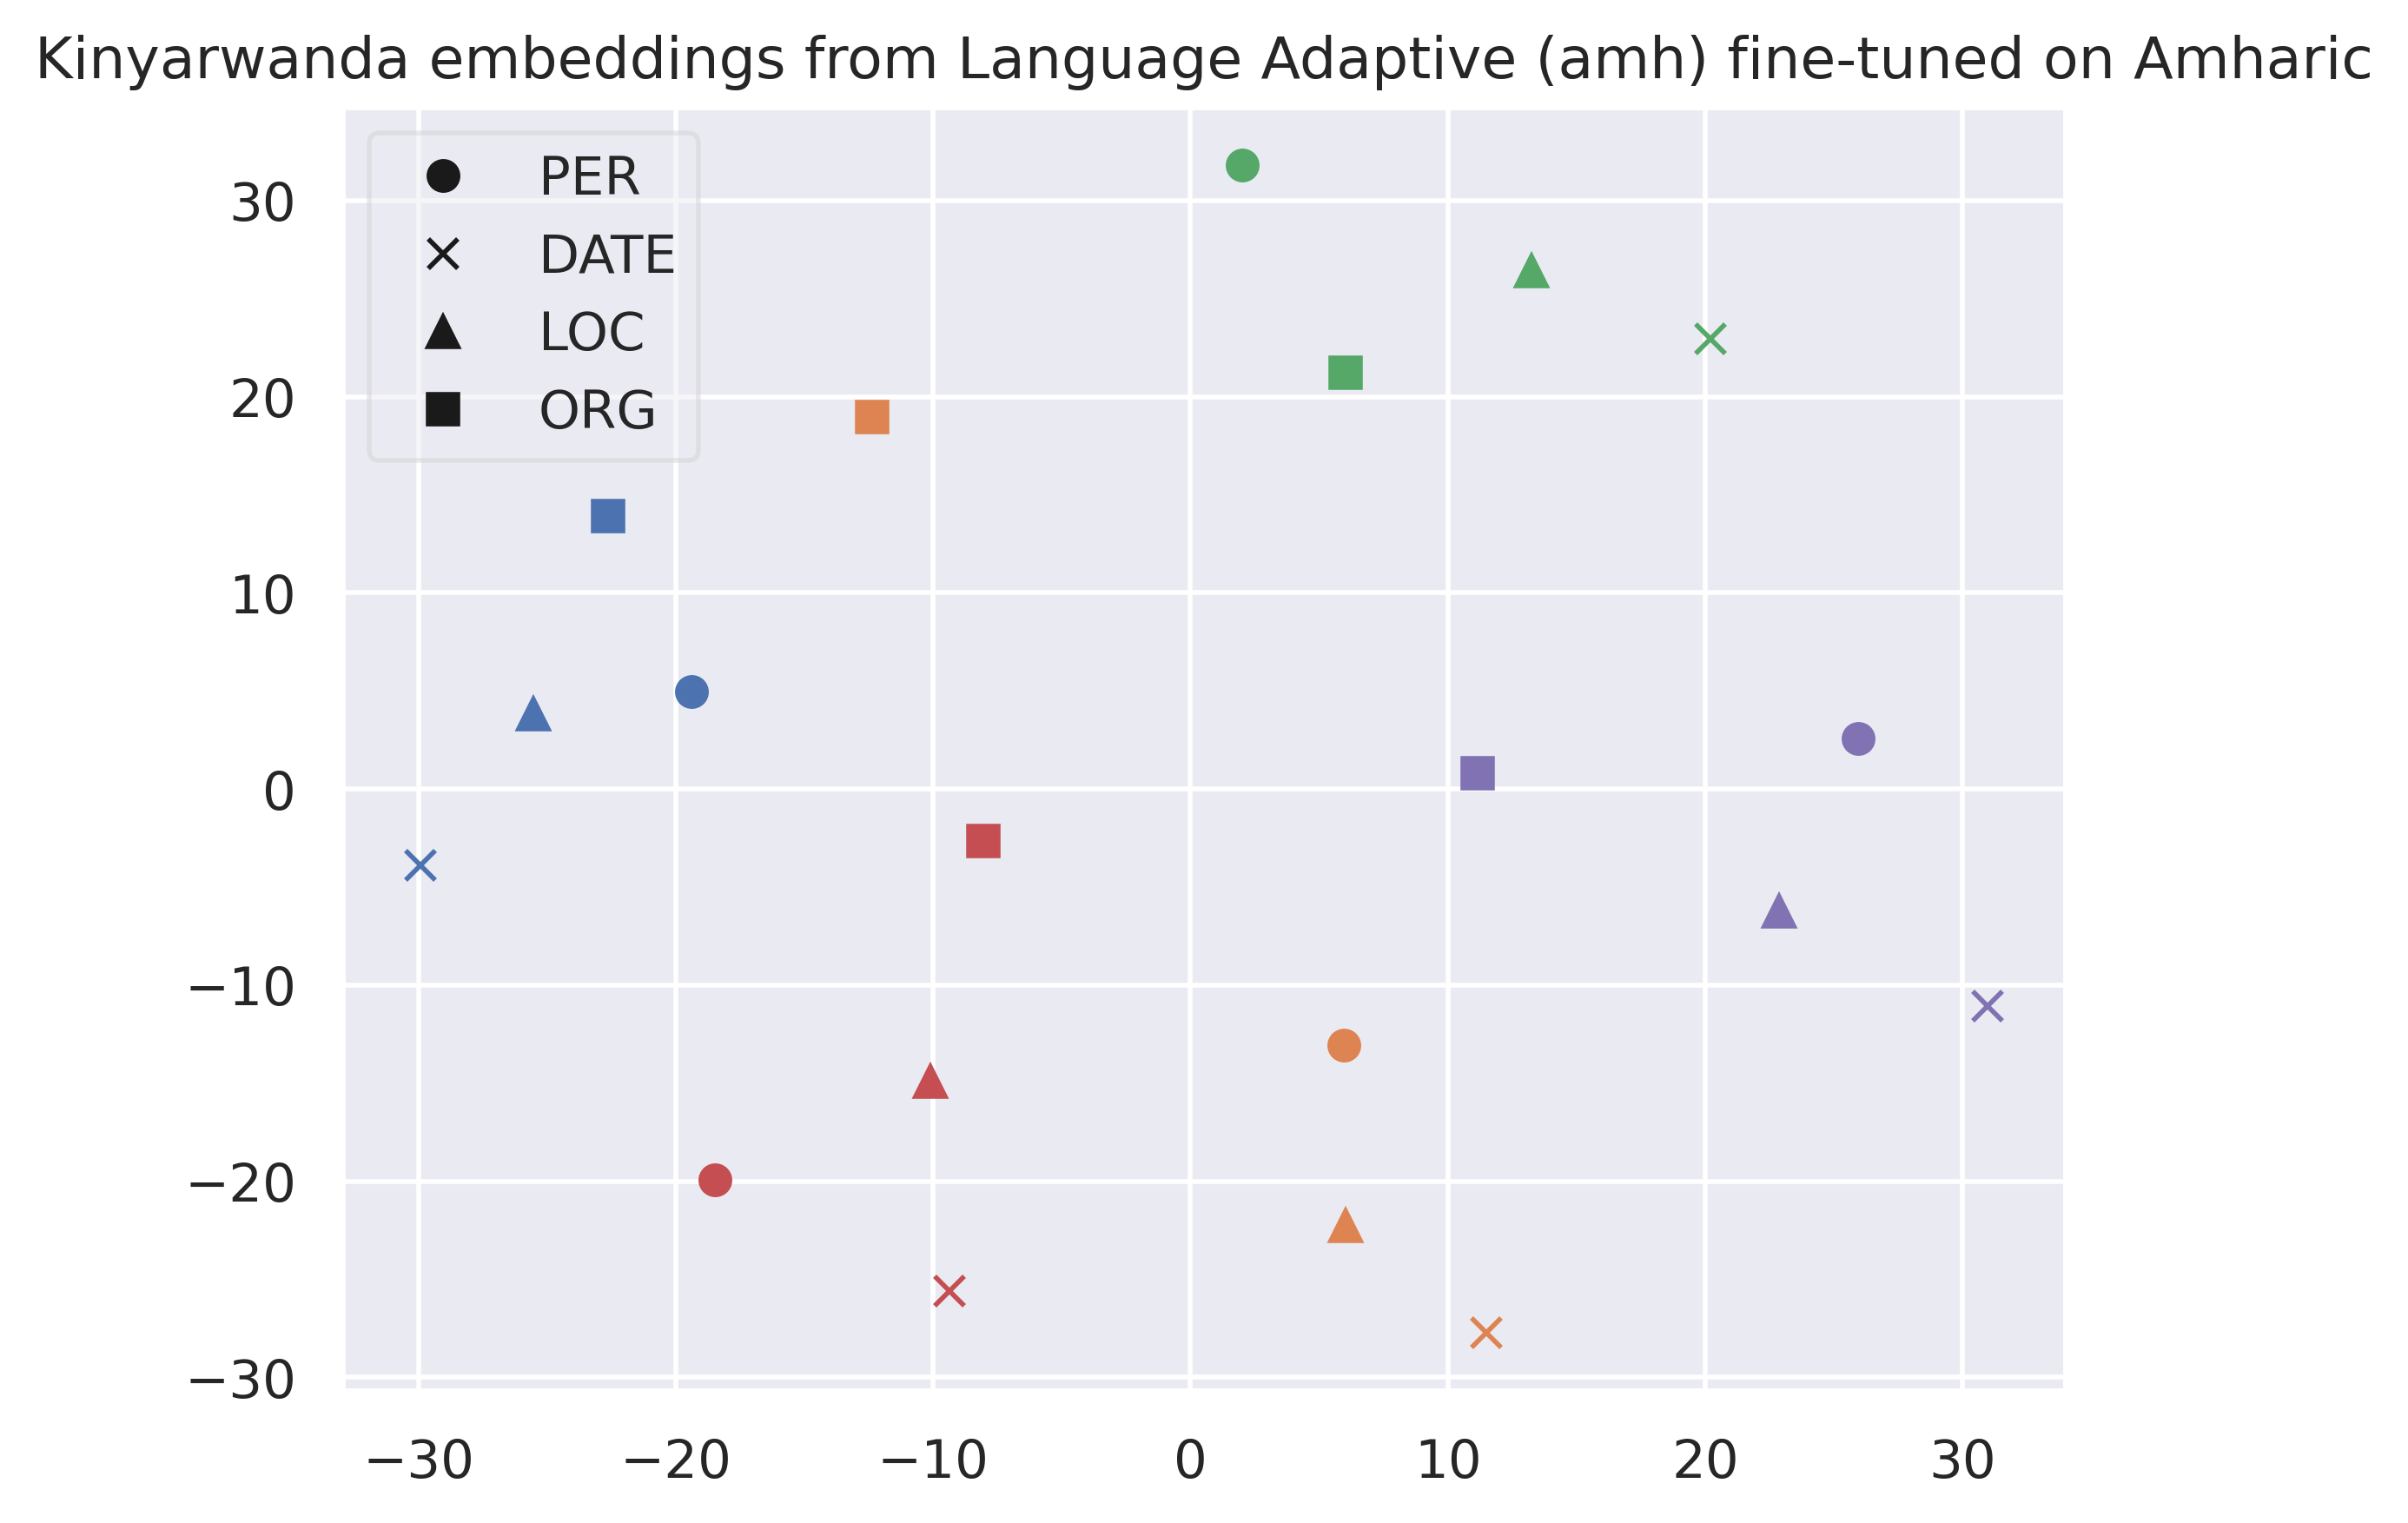 Kinyarwanda embeddings from Language Adaptive (amh) fine-tuned on Amharic
PER
DATE
LOC
ORG
30
20
10
0
−10
−20
−30
−30 −20 −10 0 10 20 30